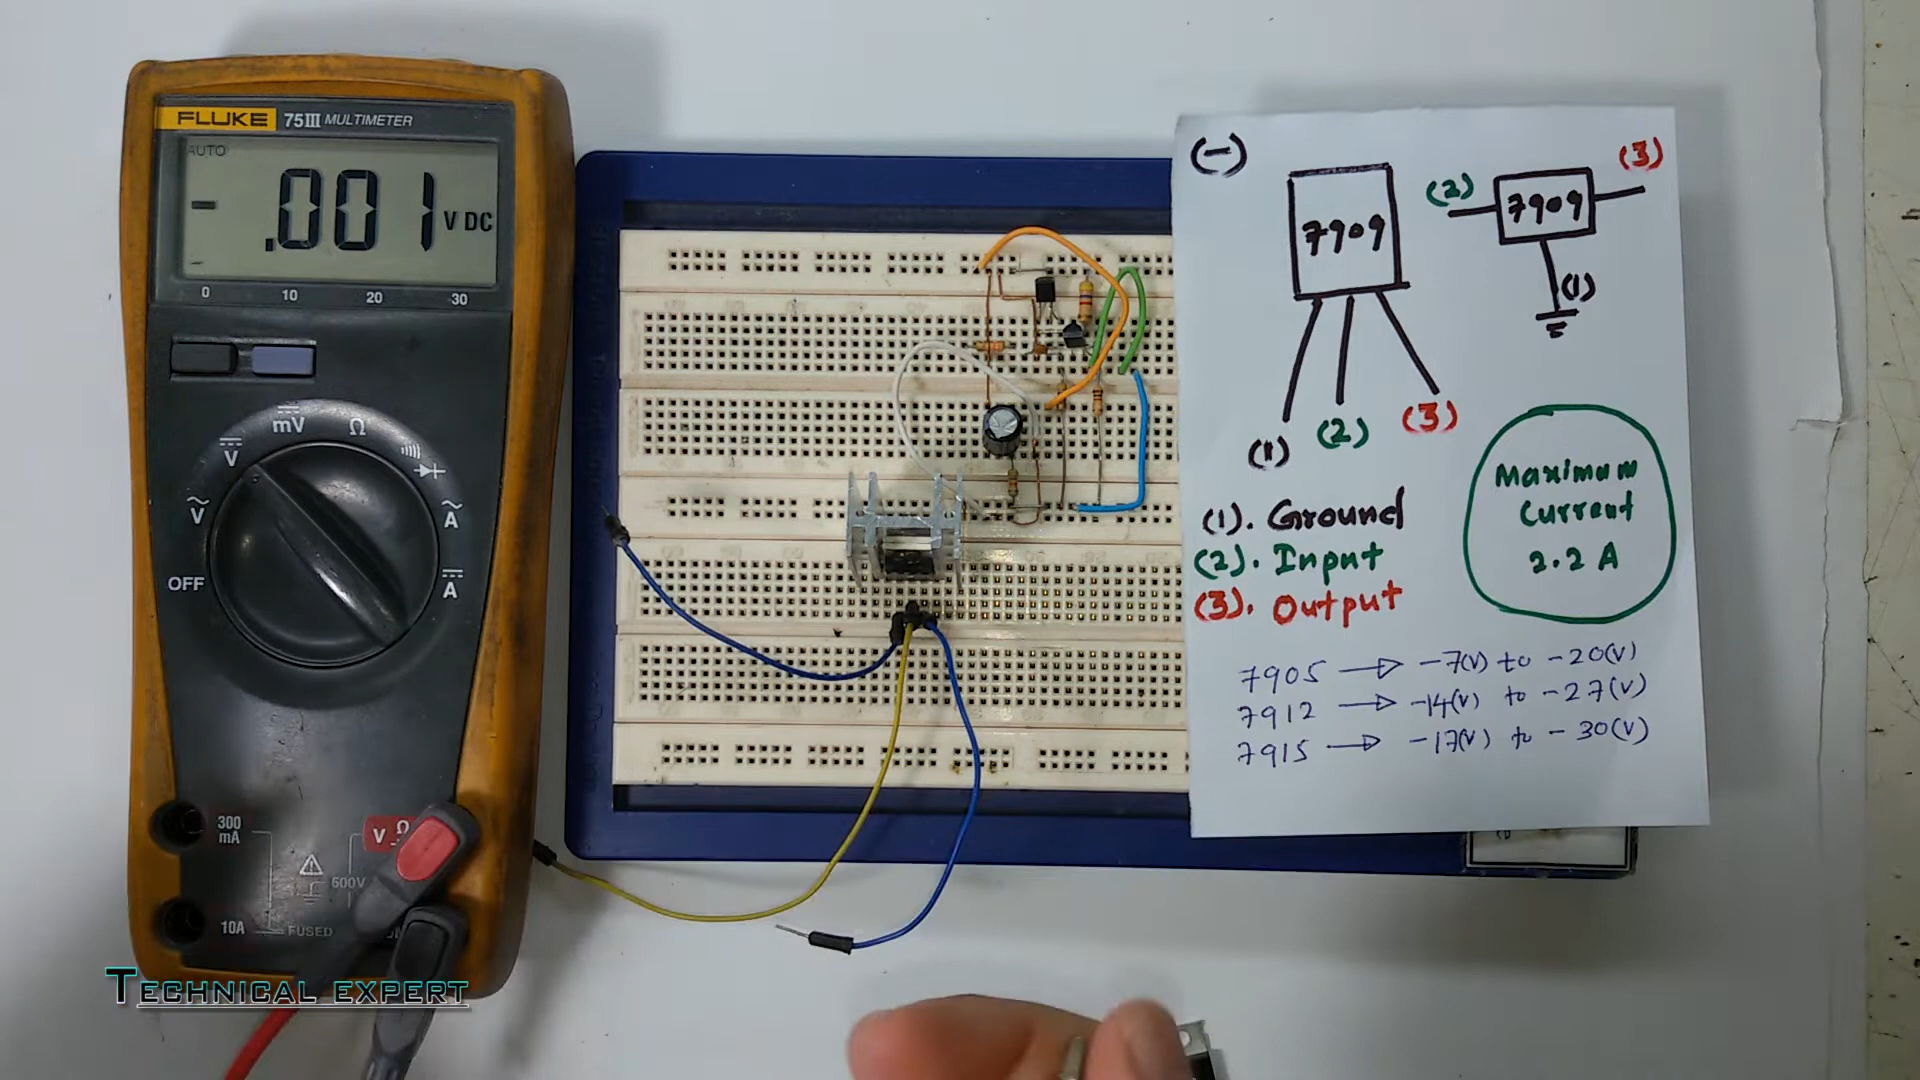 FLUKE 75III MULTIMETER
AUTO
- .001 V DC
0 10 20 30
mV
V
Ω
V
A
OFF
A
300 mA
V Ω
600V
10A
FUSED
TECHNICAL EXPERT
(-)
7909
(1) (2) (3)
(2) 7909 (3)
(1)
(1). Ground
(2). Input
(3). Output
Maximum
Current
2.2 A
7905 → -7(V) to -20(V)
7912 → -14(V) to -27(V)
7915 → -17(V) to -30(V)